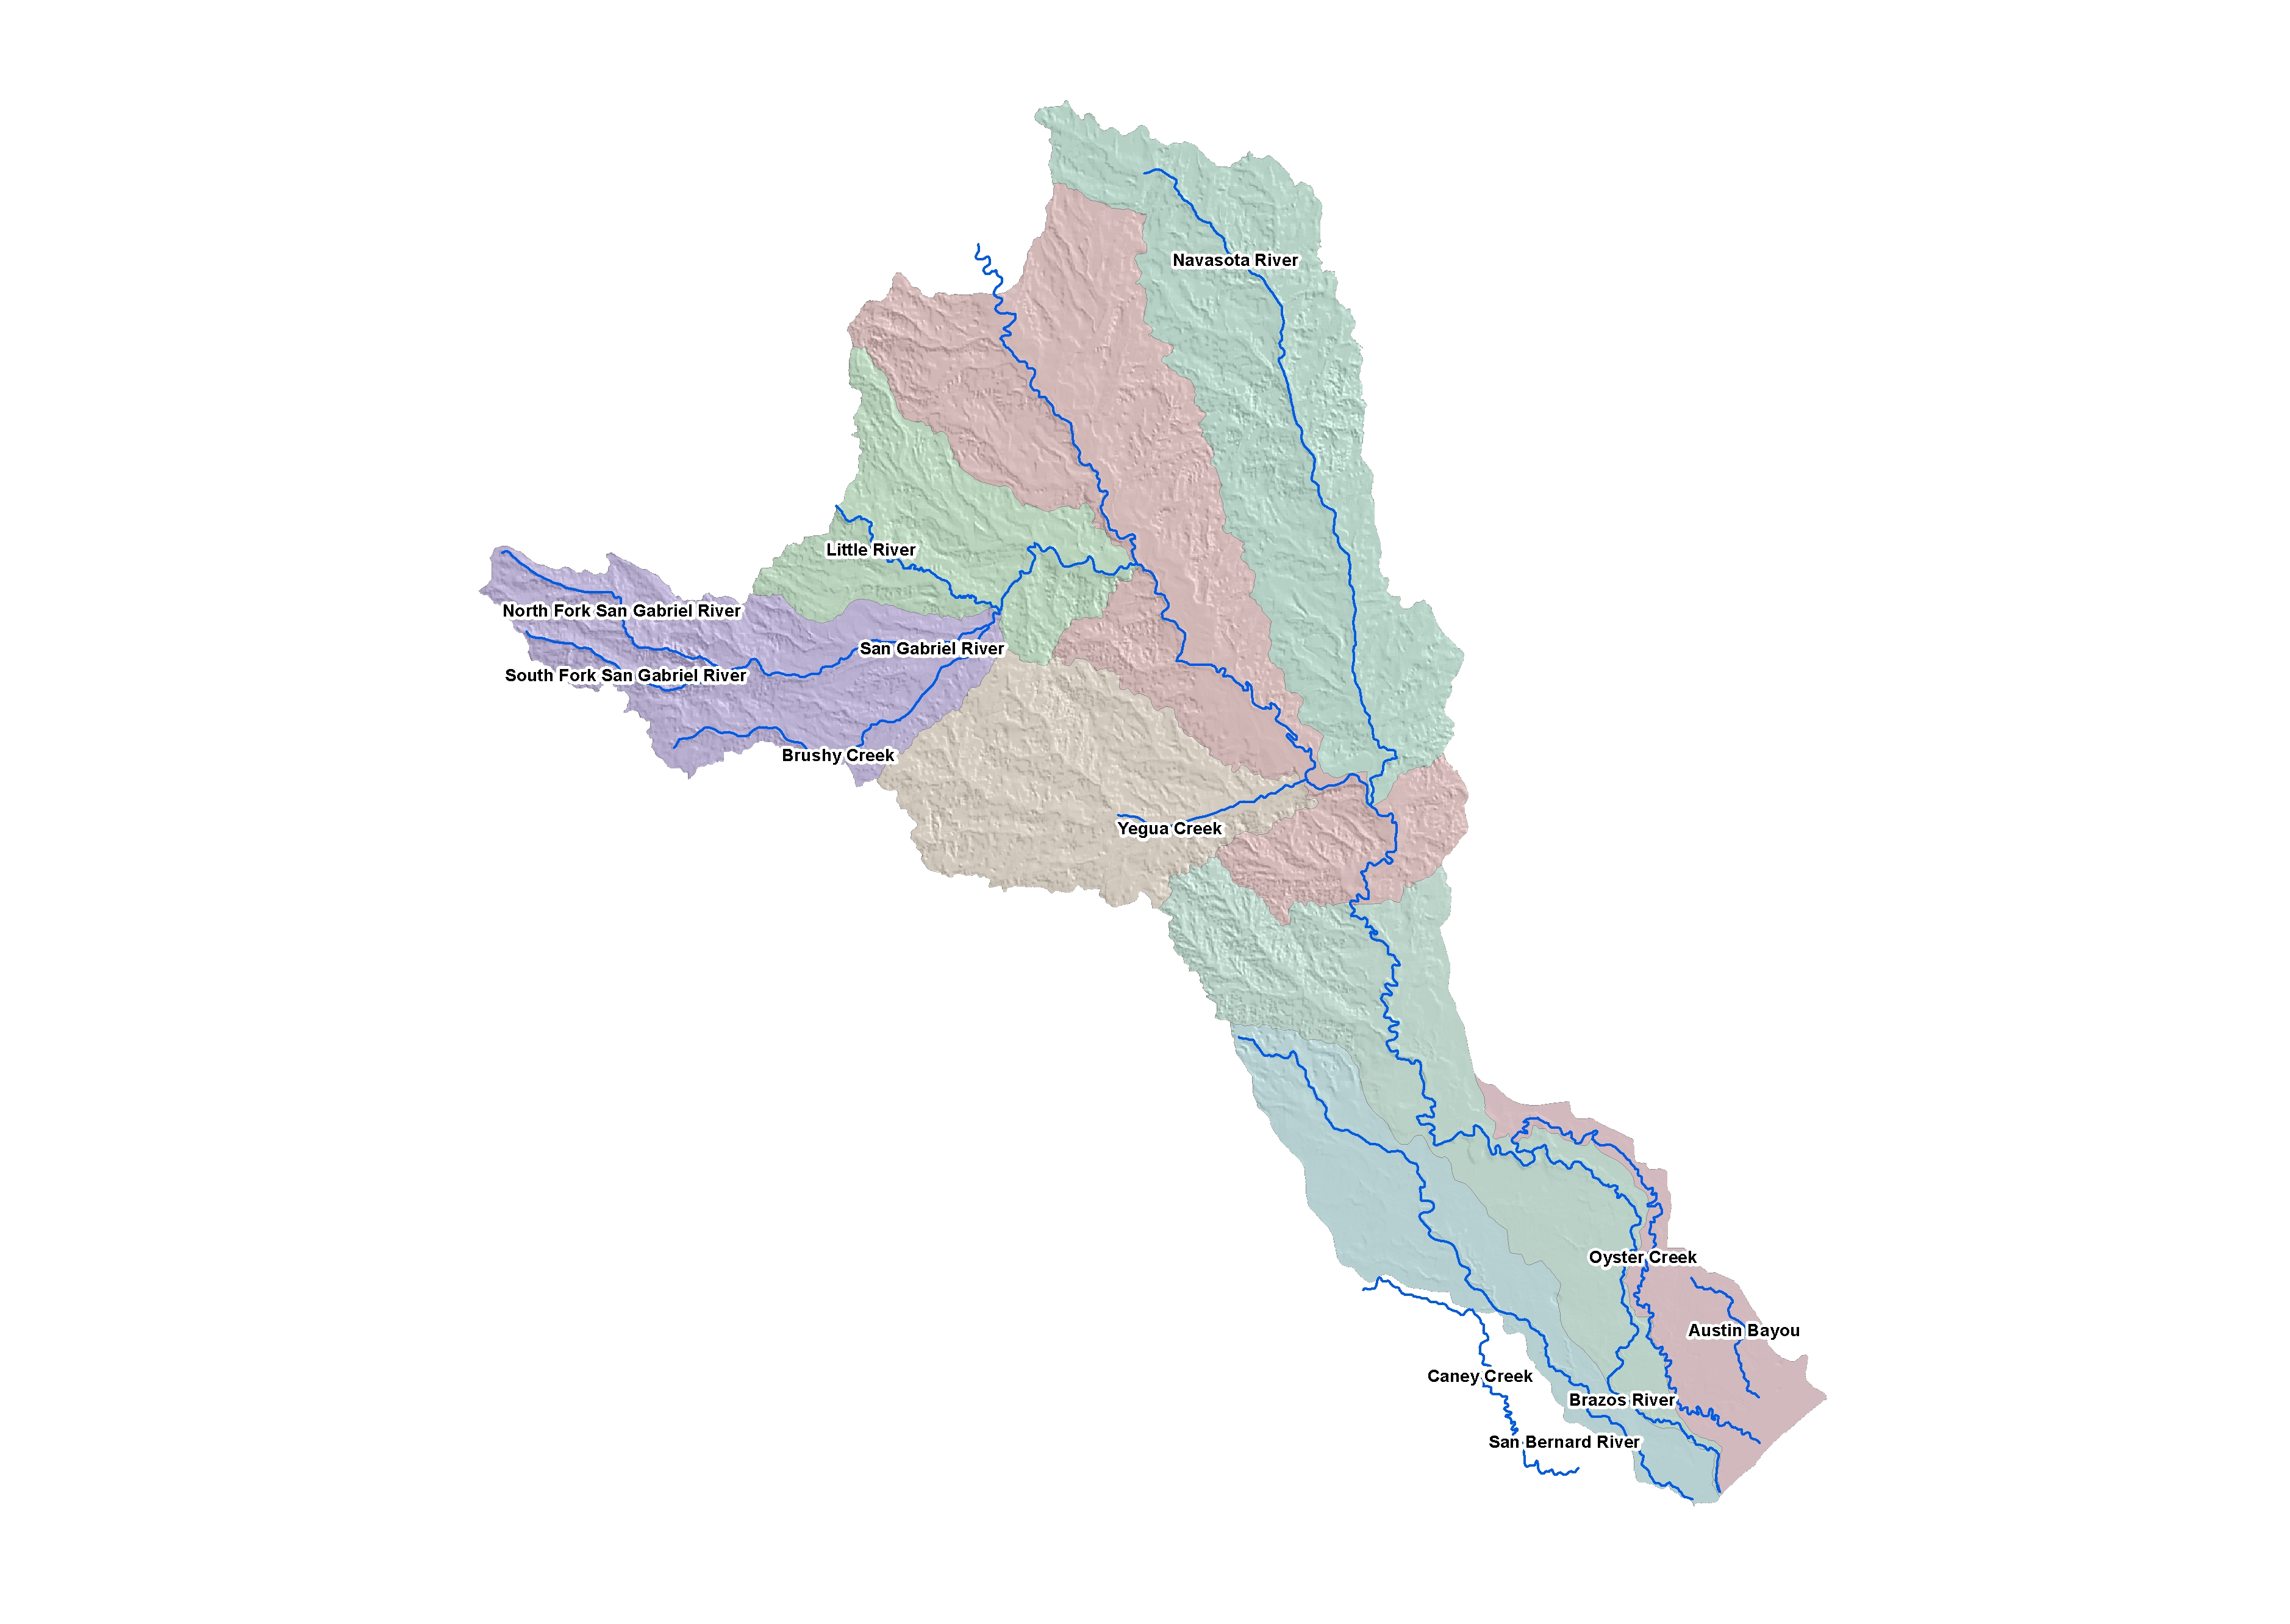 Navasota River
Little River
North Fork San Gabriel River
San Gabriel River
South Fork San Gabriel River
Brushy Creek
Yegua Creek
Oyster Creek
Austin Bayou
Caney Creek
Brazos River
San Bernard River